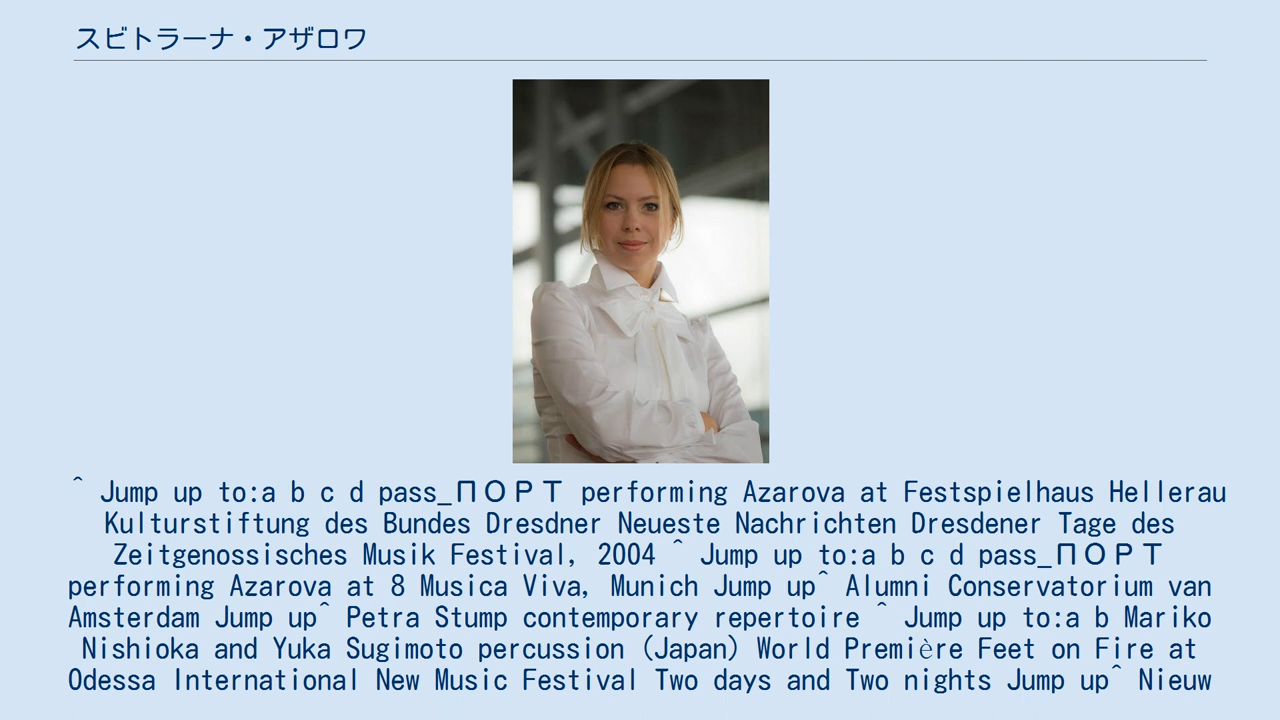 スビトラーナ・アザロワ
^ Jump up to:a b c d pass_ПОРТ performing Azarova at Festspielhaus Hellerau
Kulturstiftung des Bundes Dresdner Neueste Nachrichten Dresdener Tage des
Zeitgenossisches Musik Festival, 2004 ^ Jump up to:a b c d pass_ПОРТ
performing Azarova at 8 Musica Viva, Munich Jump up^ Alumni Conservatorium van
Amsterdam Jump up^ Petra Stump contemporary repertoire ^ Jump up to:a b Mariko
Nishioka and Yuka Sugimoto percussion (Japan) World Première Feet on Fire at
Odessa International New Music Festival Two days and Two nights Jump up^ Nieuw